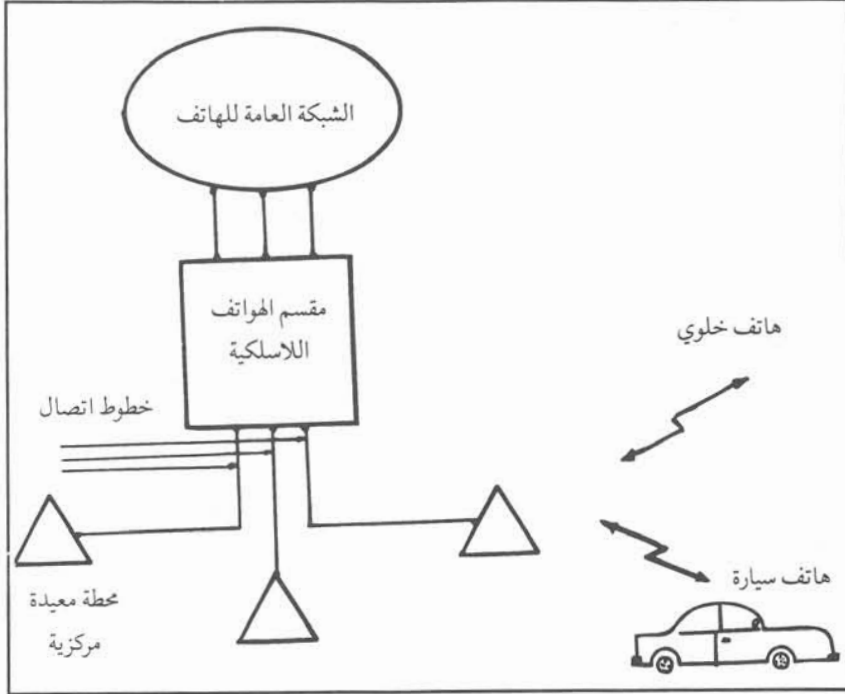 الشبكة العامة للهاتف
مقسم الهواتف
اللاسلكية
هاتف خلوي
خطوط اتصال
هاتف سيارة
محطة معيدة
مركزية